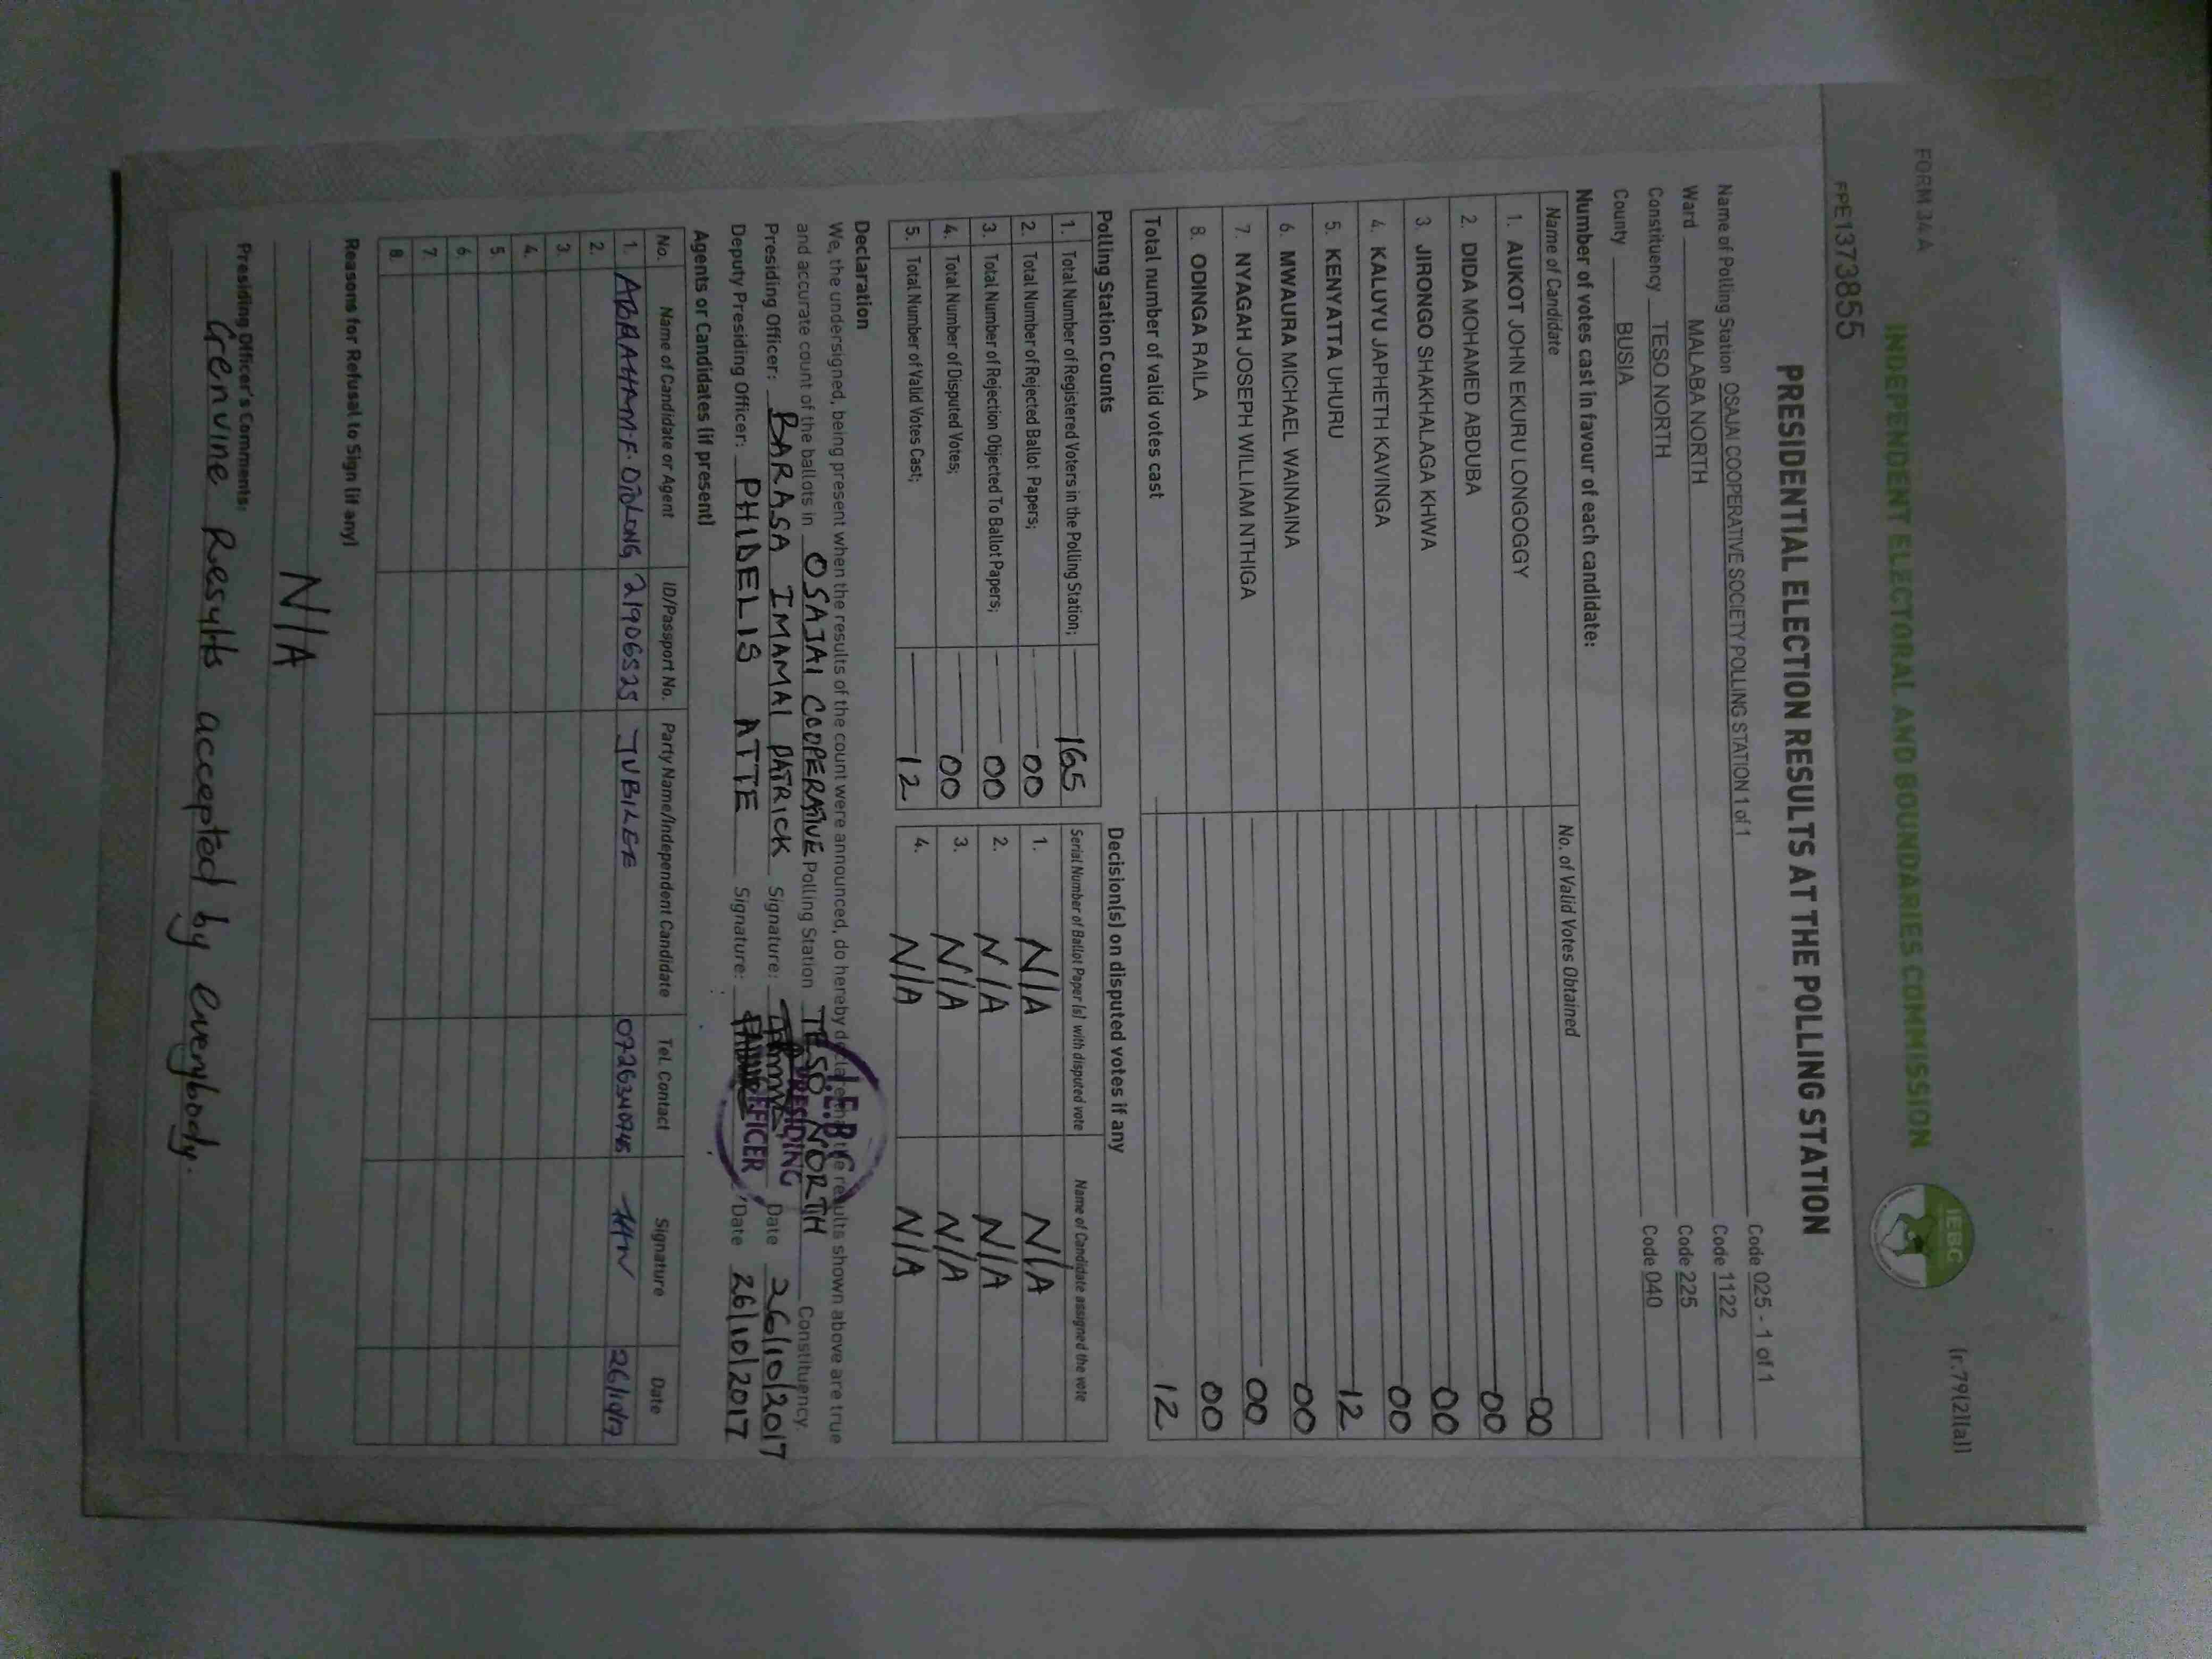 FORM 34A
(r.79(2)(a))
INDEPENDENT ELECTORAL AND BOUNDARIES COMMISSION
IEBC
PE1373855
PRESIDENTIAL ELECTION RESULTS AT THE POLLING STATION
Name of Polling Station OSAJAI COOPERATIVE SOCIETY POLLING STATION 1 of 1 Code 025 - 1 of 1
Ward MALABA NORTH Code 1122
Constituency TESO NORTH Code 225
County BUSIA Code 040
Number of votes cast in favour of each candidate:
Name of Candidate No. of Valid Votes Obtained
1. AUKOT JOHN EKURU LONGOGGY 00
2. DIDA MOHAMED ABDUBA 00
3. JIRONGO SHAKHALAGA KHWA 00
4. KALUYU JAPHETH KAVINGA 00
5. KENYATTA UHURU 12
6. MWAURA MICHAEL WAINAINA 00
7. NYAGAH JOSEPH WILLIAM NTHIGA 00
8. ODINGA RAILA 00
Total number of valid votes cast 12
Polling Station Counts
1. Total Number of Registered Voters in the Polling Station; 165
2. Total Number of Rejected Ballot Papers; 00
3. Total Number of Rejection Objected To Ballot Papers; 00
4. Total Number of Disputed Votes; 00
5. Total Number of Valid Votes Cast; 12
Decision(s) on disputed votes if any
Serial Number of Ballot Paper (s) with disputed vote Name of Candidate assigned the vote
1. N/A N/A
2. N/A N/A
3. N/A N/A
4. N/A N/A
Declaration
We, the undersigned, being present when the results of the count were announced, do hereby declare that the results shown above are true
and accurate count of the ballots in OSAJAI COOPERATIVE Polling Station TESO NORTH Constituency
Presiding Officer: BARASA IMAMAI PATRICK Signature: Date 26/10/2017
Deputy Presiding Officer: PHIDELIS ATTE Signature: Date 26/10/2017
I.E.B.C
PRESIDING
OFFICER
Agents or Candidates (if present)
No. Name of Candidate or Agent ID/Passport No. Party Name/Independent Candidate Tel. Contact Signature Date
1. ABRAHAM.F. 21906525 JUBILEE 0726340945 26/10/17
2.
3.
4.
5.
6.
7.
8.
Reasons for Refusal to Sign (if any)
N/A
Presiding Officer's Comments:
Genuine Results accepted by everybody.